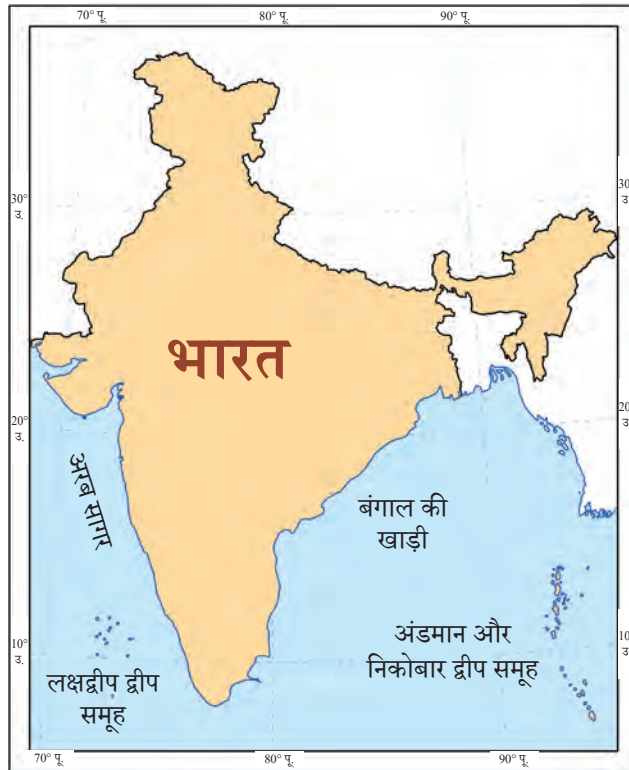 70° पू.
80° पू.
90° पू.
30°
उ.
30°
उ.
भारत
20°
उ.
20°
उ.
अरब सागर
बंगाल की
खाड़ी
10°
उ.
10°
उ.
अंडमान और
निकोबार द्वीप समूह
लक्षद्वीप द्वीप
समूह
70° पू.
80° पू.
90° पू.